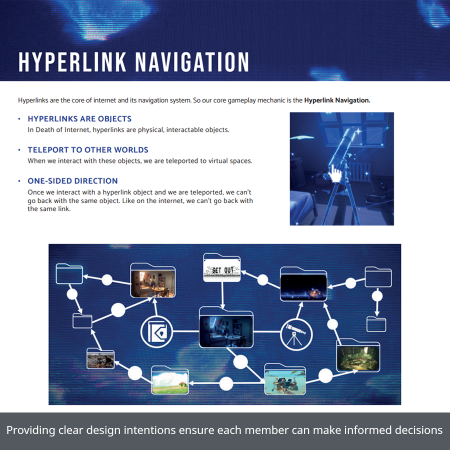 HYPERLINK NAVIGATION
Hyperlinks are the core of internet and its navigation system. So our core gameplay mechanic is the Hyperlink Navigation.
• HYPERLINKS ARE OBJECTS
In Death of Internet, hyperlinks are physical, interactable objects.
• TELEPORT TO OTHER WORLDS
When we interact with these objects, we are teleported to virtual spaces.
• ONE-SIDED DIRECTION
Once we interact with a hyperlink object and we are teleported, we can't
go back with the same object. Like on the internet, we can't go back with
the same link.
GET OUT
Providing clear design intentions ensure each member can make informed decisions